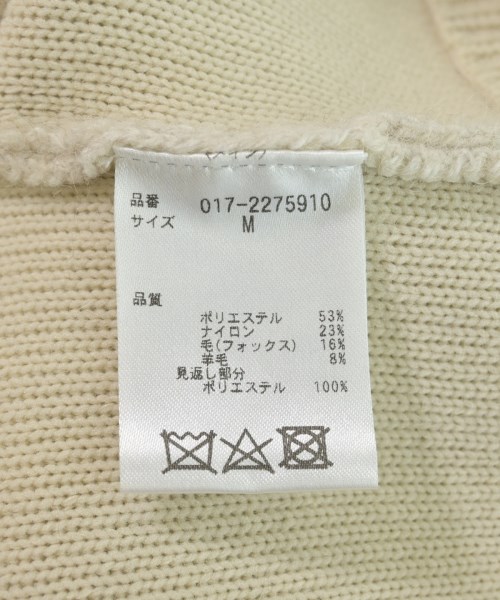 品番 017-2275910
サイズ M
品質
ポリエステル 53%
ナイロン 23%
毛(フォックス) 16%
羊毛 8%
見返し部分
ポリエステル 100%